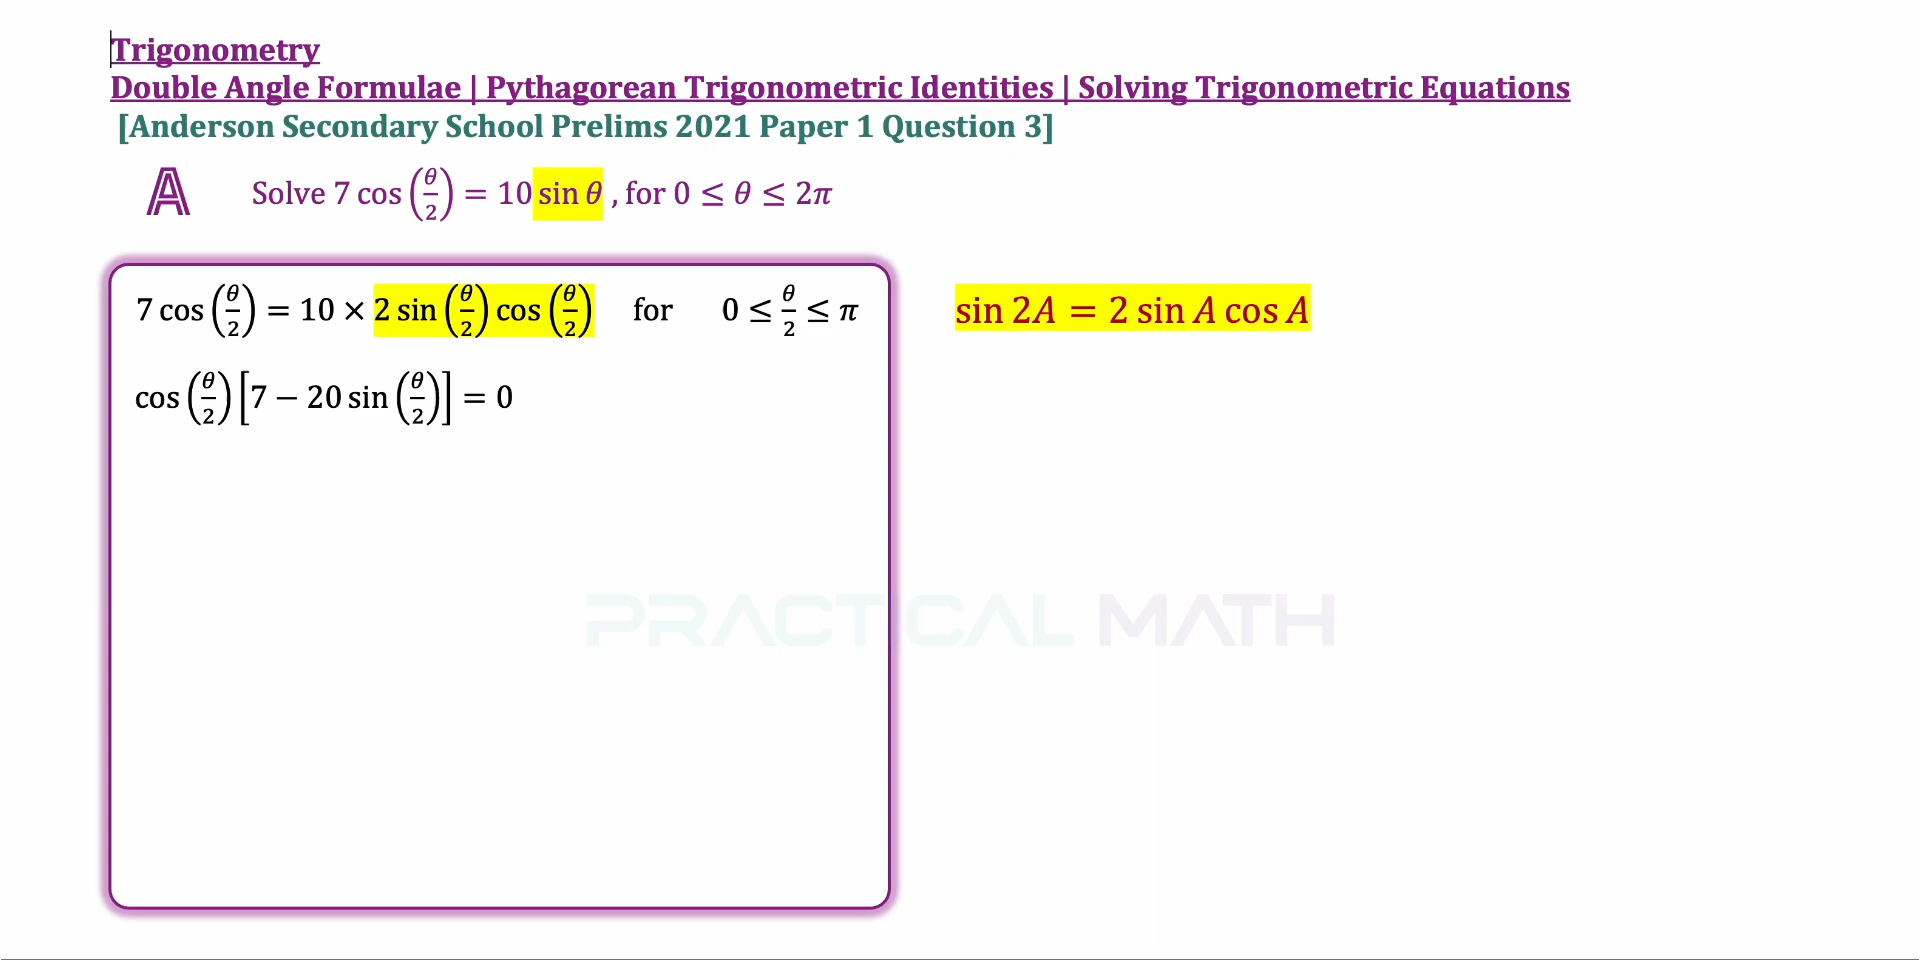 Trigonometry
Double Angle Formulae | Pythagorean Trigonometric Identities | Solving Trigonometric Equations
[Anderson Secondary School Prelims 2021 Paper 1 Question 3]
𝔸 Solve 7 cos (θ/2) = 10 sin θ , for 0 ≤ θ ≤ 2π
7 cos (θ/2) = 10 × 2 sin (θ/2) cos (θ/2) for 0 ≤ θ/2 ≤ π
sin 2A = 2 sin A cos A
cos (θ/2) [7 − 20 sin (θ/2)] = 0
PRACTICAL MATH